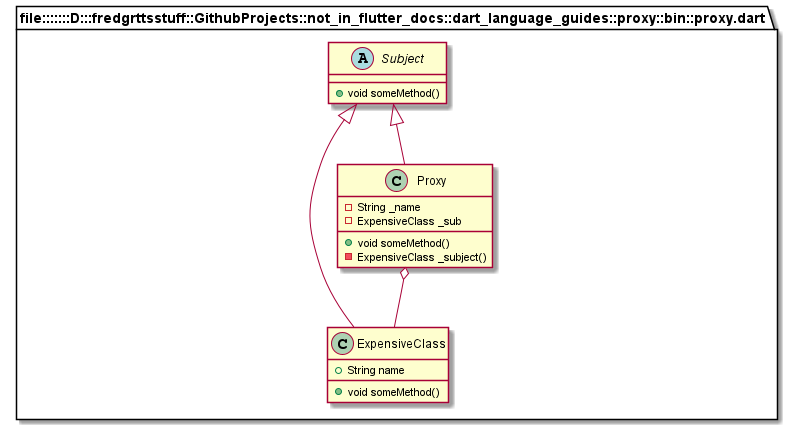 file:::::::D:::fredgrttsstuff::GithubProjects::not_in_flutter_docs::dart_language_guides::proxy::bin::proxy.dart
A Subject
void someMethod()
C Proxy
String _name
ExpensiveClass _sub
void someMethod()
ExpensiveClass _subject()
C ExpensiveClass
String name
void someMethod()